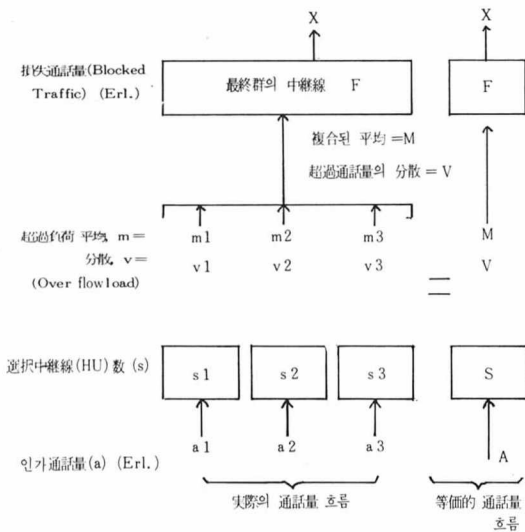 X X
損失通話量(Blocked
Traffic) (Erl.)
最終群의 中継線 F
F
複合된 平均 =M
超過通話量의 分散 = V
超過負荷 平均, m=
m1 m2 m3 M
分散, v=
v1 v2 v3 V
(Over flowload)
選択中継線(HU)数 (s)
s1 s2 s3 S
a1 a2 a3 A
인가通話量(a) (Erl.)
実際의 通話量 흐름
等価的 通話量
흐름